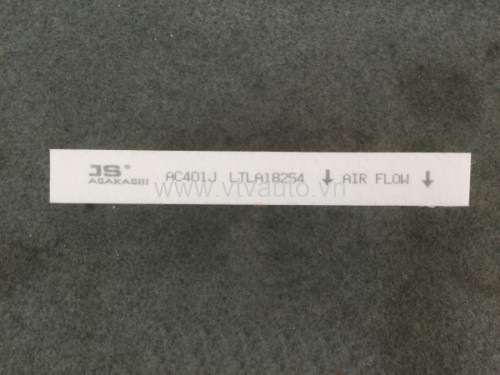 JS®
ASAKASHI
AC401J LTLA18254 ↓ AIR FLOW ↓
www.vtvauto.vn